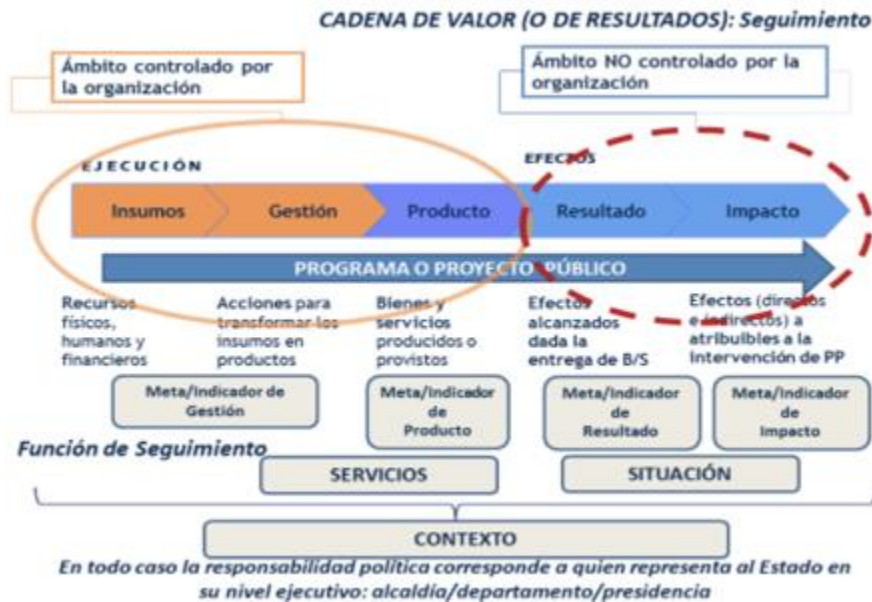 CADENA DE VALOR (O DE RESULTADOS): Seguimiento
Ámbito controlado por
la organización
Ámbito NO controlado por la
organización
EJECUCIÓN
EFECTOS
Insumos
Gestión
Producto
Resultado
Impacto
PROGRAMA O PROYECTO PÚBLICO
Recursos
físicos,
humanos y
financieros
Acciones para
transformar los
insumos en
productos
Bienes y
servicios
producidos o
provistos
Efectos
alcanzados
dada la
entrega de B/S
Efectos (directos
e indirectos) a
atribuibles a la
intervención de PP
Meta/Indicador de
Gestión
Meta/Indicador
de
Producto
Meta/Indicador
de
Resultado
Meta/Indicador
de
Impacto
Función de Seguimiento
SERVICIOS
SITUACIÓN
CONTEXTO
En todo caso la responsabilidad política corresponde a quien representa al Estado en
su nivel ejecutivo: alcaldía/departamento/presidencia